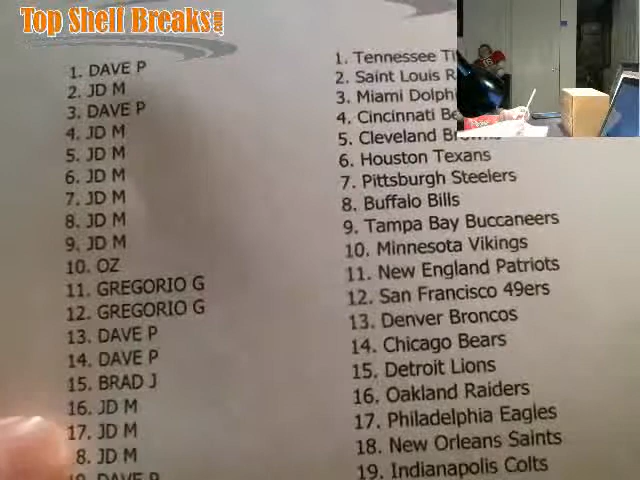 Top Shelf Breaks.com
1. DAVE P
2. JD M
3. DAVE P
4. JD M
5. JD M
6. JD M
7. JD M
8. JD M
9. JD M
10. OZ
11. GREGORIO G
12. GREGORIO G
13. DAVE P
14. DAVE P
15. BRAD J
16. JD M
17. JD M
8. JD M
DAVE P
1. Tennessee
2. Saint Louis
3. Miami
4. Cincinnati
5. Cleveland
6. Houston Texans
7. Pittsburgh Steelers
8. Buffalo Bills
9. Tampa Bay Buccaneers
10. Minnesota Vikings
11. New England Patriots
12. San Francisco 49ers
13. Denver Broncos
14. Chicago Bears
15. Detroit Lions
16. Oakland Raiders
17. Philadelphia Eagles
18. New Orleans Saints
19. Indianapolis Colts